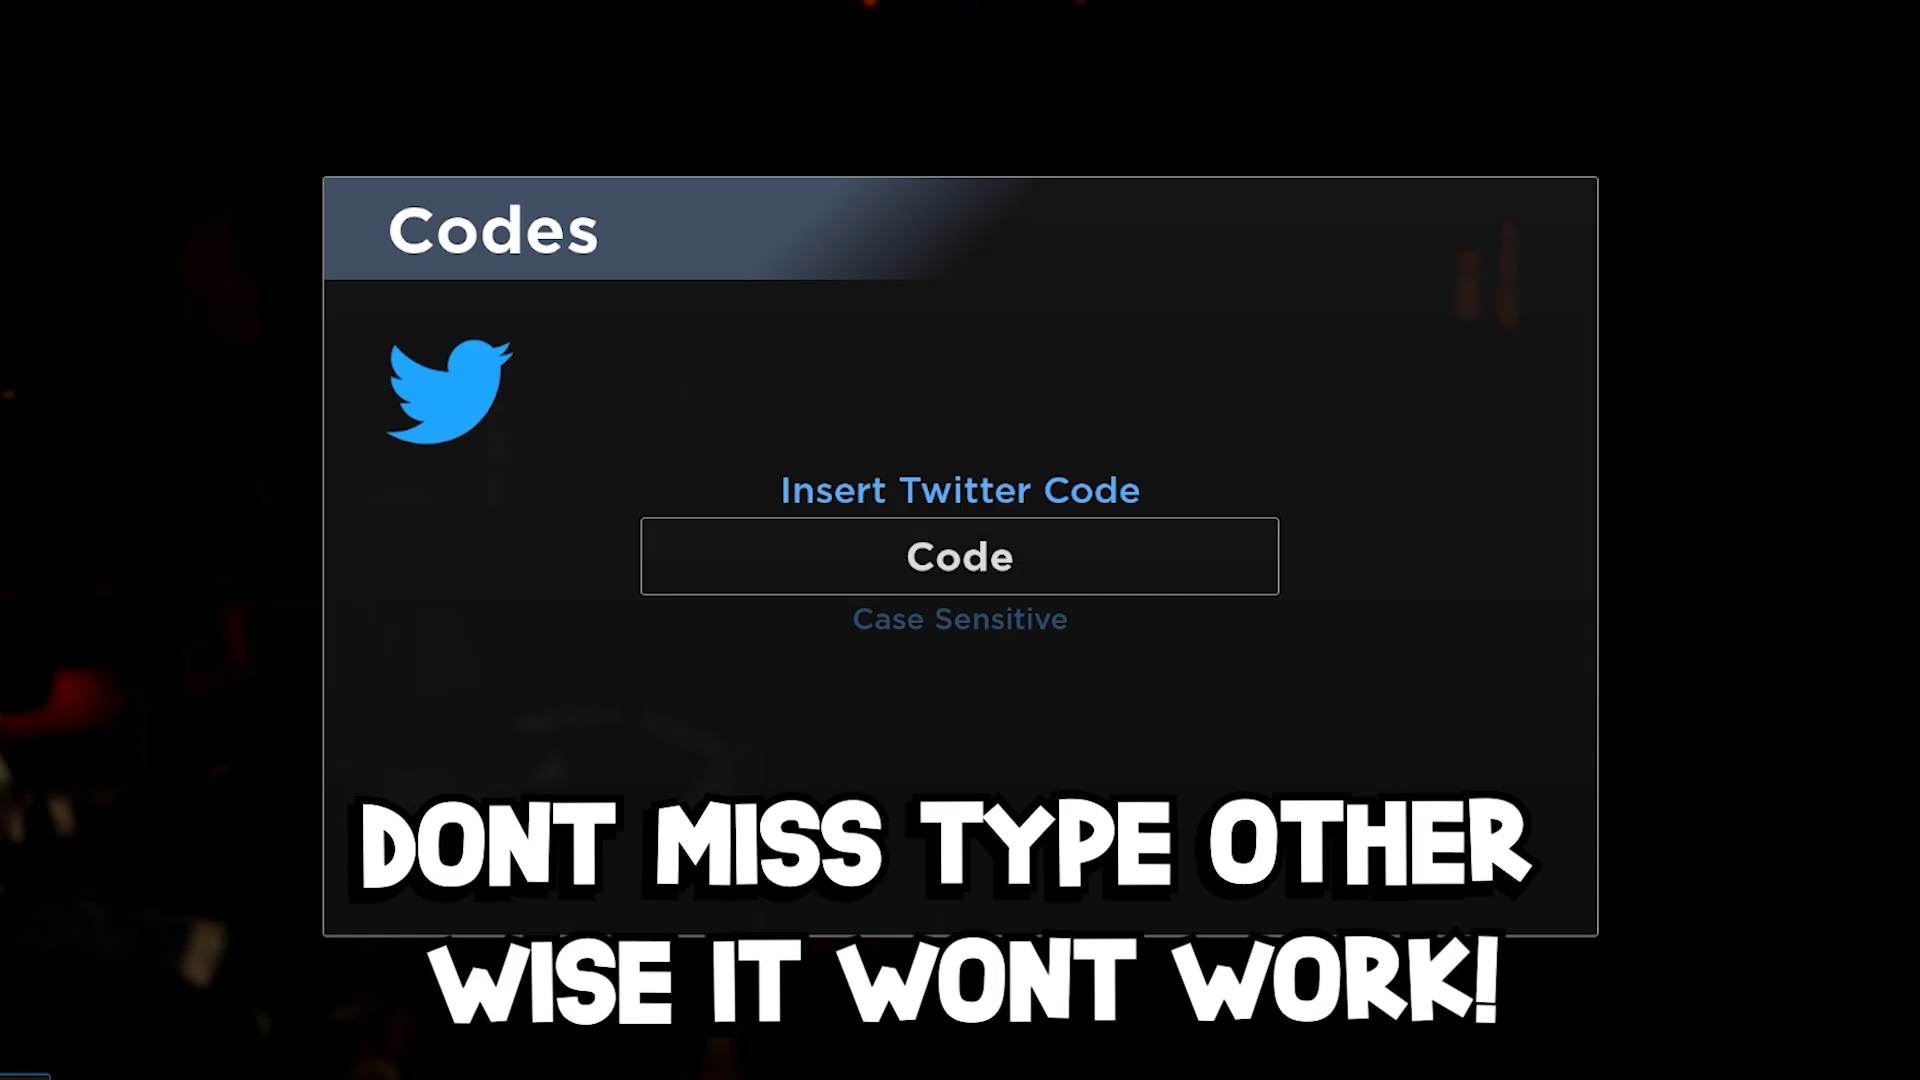 Codes
Insert Twitter Code
Code
Case Sensitive
DONT MISS TYPE OTHER
WISE IT WONT WORK!